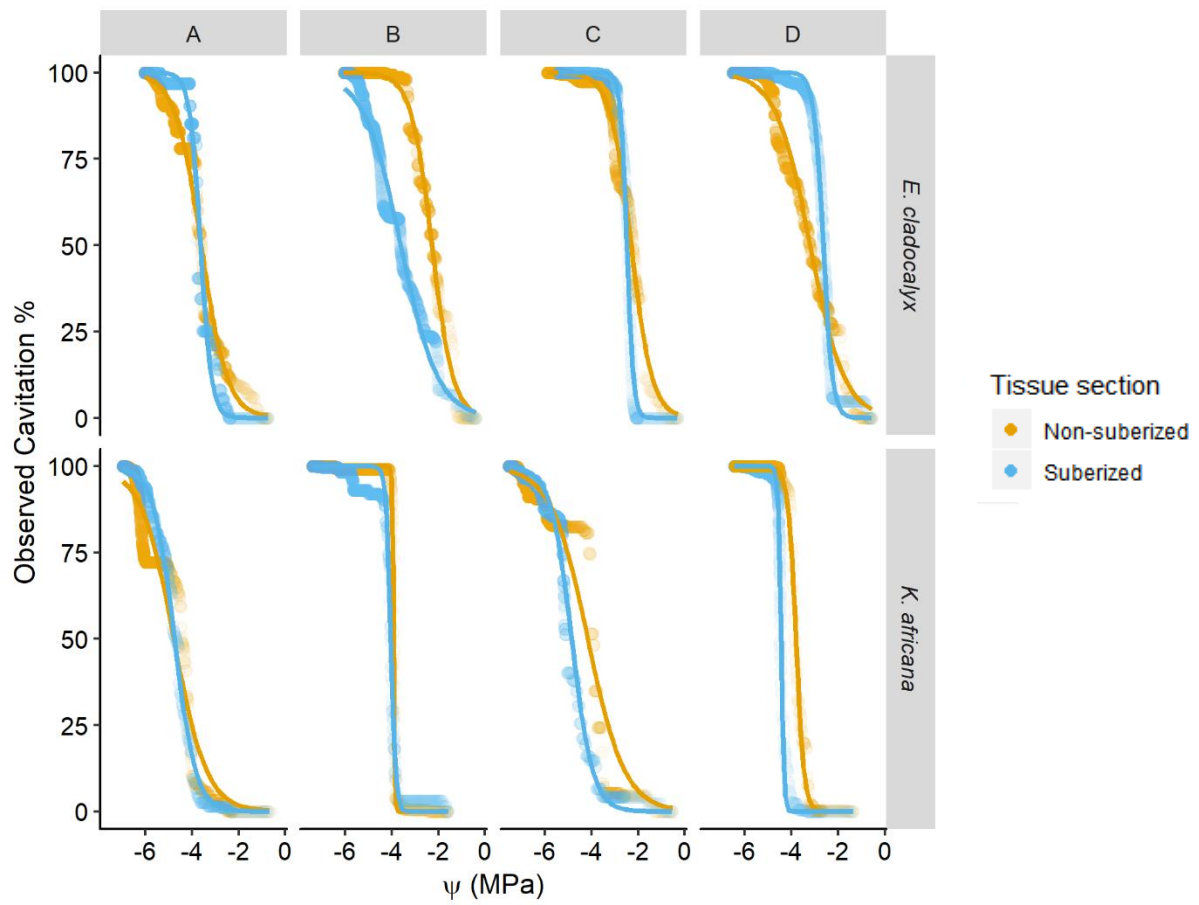 A B C D
100
75
50
25
0
E. cladocalyx
100
75
50
25
0
K. africana
Observed Cavitation %
-6 -4 -2 0 -6 -4 -2 0 -6 -4 -2 0 -6 -4 -2 0
ψ (MPa)
Tissue section
Non-suberized
Suberized